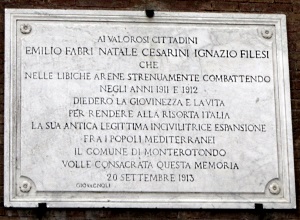 AI VALOROSI CITTADINI
EMILIO FABRI NATALE CESARINI IGNAZIO FILESI
CHE
NELLE LIBICHE ARENE STRENUAMENTE COMBATTENDO
NEGLI ANNI 1911 E 1912
DIEDERO LA GIOVINEZZA E LA VITA
PER RENDERE ALLA RISORTA ITALIA
LA SUA ANTICA LEGITTIMA INCIVILITRICE ESPANSIONE
FRA I POPOLI MEDITERRANEI
IL COMUNE DI MONTEROTONDO
VOLLE CONSACRATA QUESTA MEMORIA
20 SETTEMBRE 1913